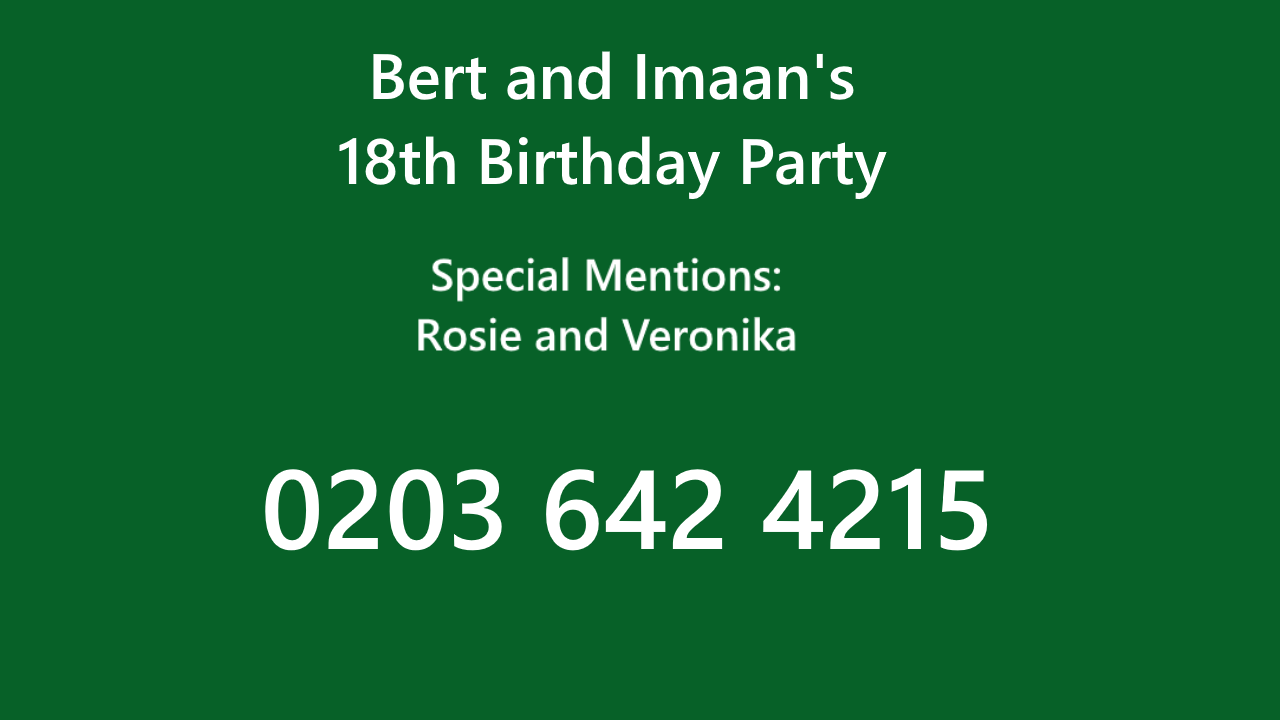 Bert and Imaan's
18th Birthday Party
Special Mentions:
Rosie and Veronika
0203 642 4215